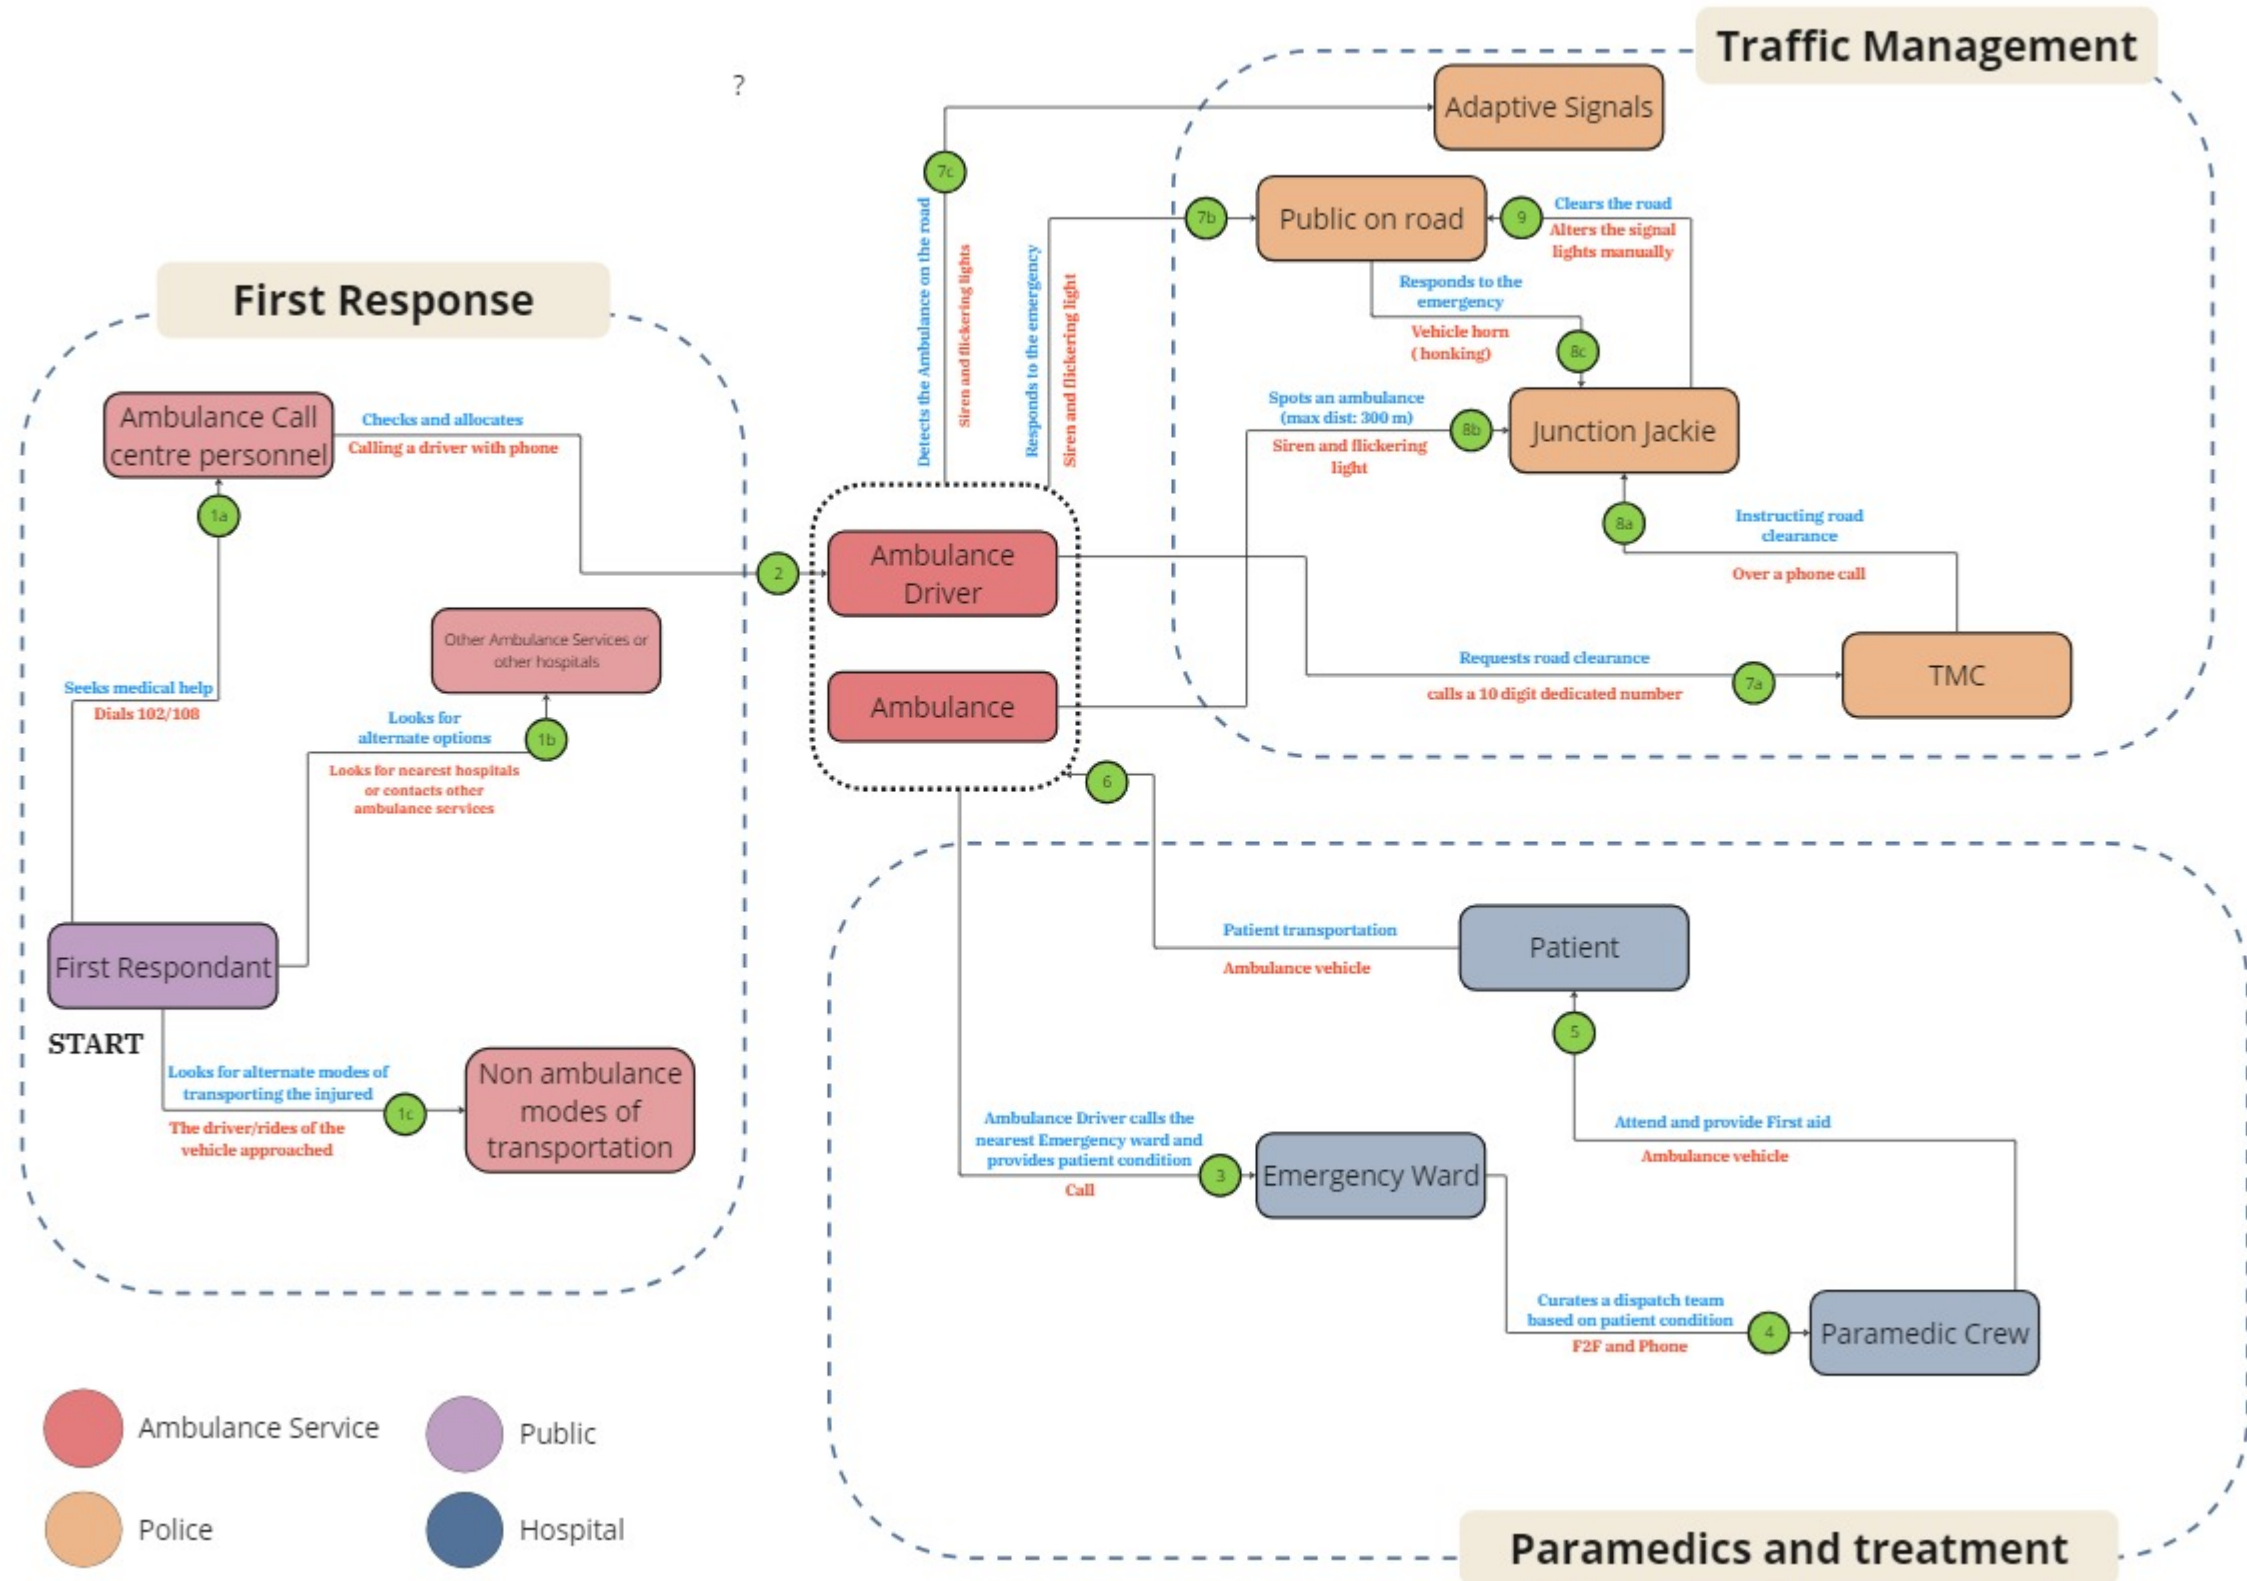 Traffic Management
?
Adaptive Signals
7c
Detects the Ambulance on the road
Siren and flickering lights
Responds to the emergency
Siren and flickering light
7b
Public on road
9
Clears the road
Alters the signal
lights manually
Responds to the
emergency
Vehicle horn
( honking)
8c
Spots an ambulance
(max dist: 300 m)
Siren and flickering
light
8b
Junction Jackie
8a
Instructing road
clearance
Over a phone call
Requests road clearance
calls a 10 digit dedicated number
7a
TMC
First Response
Ambulance Call
centre personnel
Checks and allocates
Calling a driver with phone
1a
2
Ambulance
Driver
Ambulance
Other Ambulance Services or
other hospitals
Seeks medical help
Dials 102/108
Looks for
alternate options
1b
Looks for nearest hospitals
or contacts other
ambulance services
First Respondant
START
Looks for alternate modes of
transporting the injured
1c
The driver/rides of the
vehicle approached
Non ambulance
modes of
transportation
6
Patient transportation
Ambulance vehicle
Patient
5
Attend and provide First aid
Ambulance vehicle
Ambulance Driver calls the
nearest Emergency ward and
provides patient condition
Call
3
Emergency Ward
Curates a dispatch team
based on patient condition
F2F and Phone
4
Paramedic Crew
Ambulance Service
Public
Police
Hospital
Paramedics and treatment